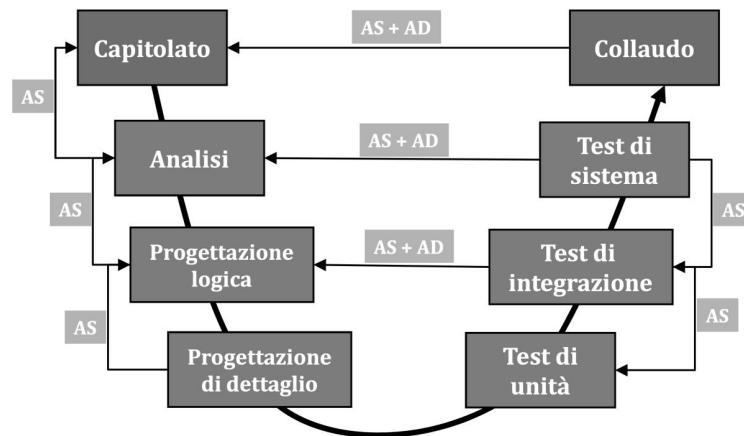 AS + AD
Capitolato
Collaudo
AS
AS + AD
Analisi
Test di
sistema
AS
AS
AS + AD
Progettazione
logica
Test di
integrazione
AS
AS
Progettazione
di dettaglio
Test di
unità